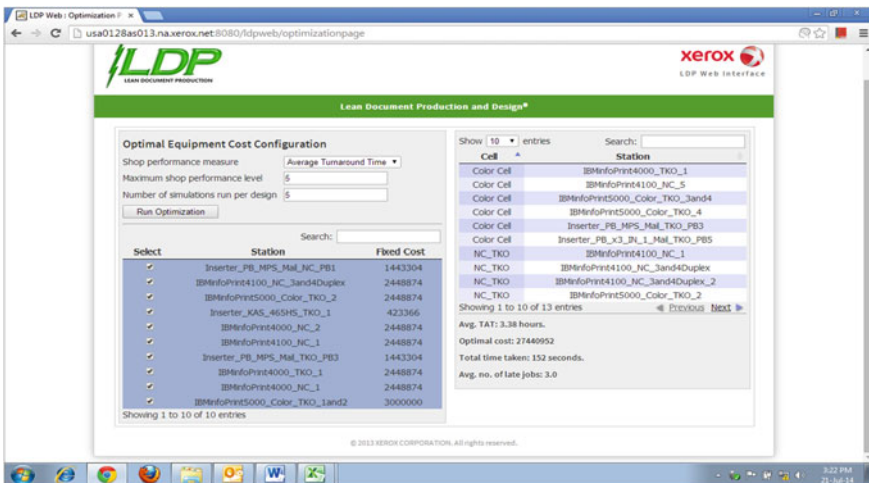 LDP Web : Optimization P
usa0128as013.na.xerox.net:8080/ldpweb/optimizationpage
LDP
LEAN DOCUMENT PRODUCTION
xerox
LDP Web Interface
Lean Document Production and Design®
Optimal Equipment Cost Configuration
Shop performance measure Average Turnaround Time
Maximum shop performance level 5
Number of simulations run per design 5
Run Optimization
Search:
Select Station Fixed Cost
Inserter_PB_MPS_Mal_NC_PB1 1443304
IBMinfoPrint4100_NC_3and4Duplex 2448874
IBMinfoPrint5000_Color_TKO_2 2448874
Inserter_KAS_465HS_TKO_1 423366
IBMinfoPrint4000_NC_2 2448874
IBMinfoPrint4100_NC_1 2448874
Inserter_PB_MPS_Mal_TKO_PB3 1443304
IBMinfoPrint4000_TKO_1 2448874
IBMinfoPrint4000_NC_1 2448874
IBMinfoPrint5000_Color_TKO_1and2 3000000
Showing 1 to 10 of 10 entries
Show 10 entries Search:
Cell Station
Color Cell IBMinfoPrint4000_TKO_1
Color Cell IBMinfoPrint4100_NC_5
Color Cell IBMinfoPrint5000_Color_TKO_3and4
Color Cell IBMinfoPrint5000_Color_TKO_4
Color Cell Inserter_PB_MPS_Mal_TKO_PB3
Color Cell Inserter_PB_x3_IN_1_Mal_TKO_PB5
NC_TKO IBMinfoPrint4100_NC_1
NC_TKO IBMinfoPrint4100_NC_3and4Duplex
NC_TKO IBMinfoPrint4100_NC_3and4Duplex_2
NC_TKO IBMinfoPrint5000_Color_TKO_2
Showing 1 to 10 of 13 entries Previous Next
Avg. TAT: 3.38 hours.
Optimal cost: 27440952
Total time taken: 152 seconds.
Avg. no. of late jobs: 3.0
© 2013 XEROX CORPORATION. All rights reserved.
3:22 PM
21-Jul-14